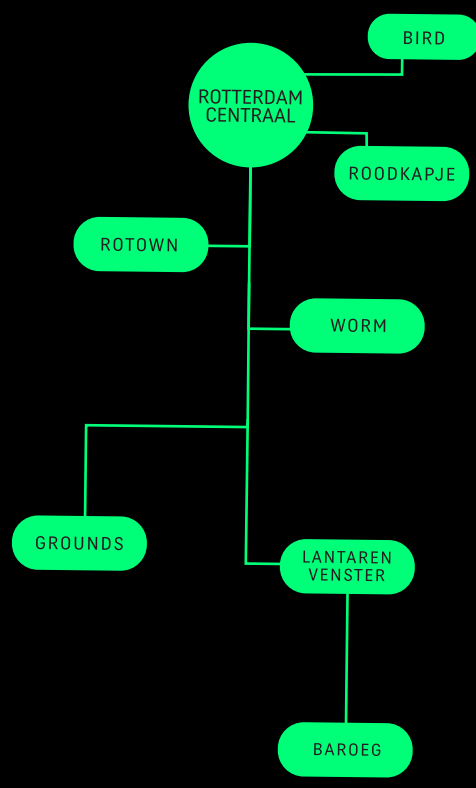 BIRD
ROTTERDAM
CENTRAAL
ROODKAPJE
ROTOWN
WORM
GROUNDS
LANTAREN
VENSTER
BAROEG